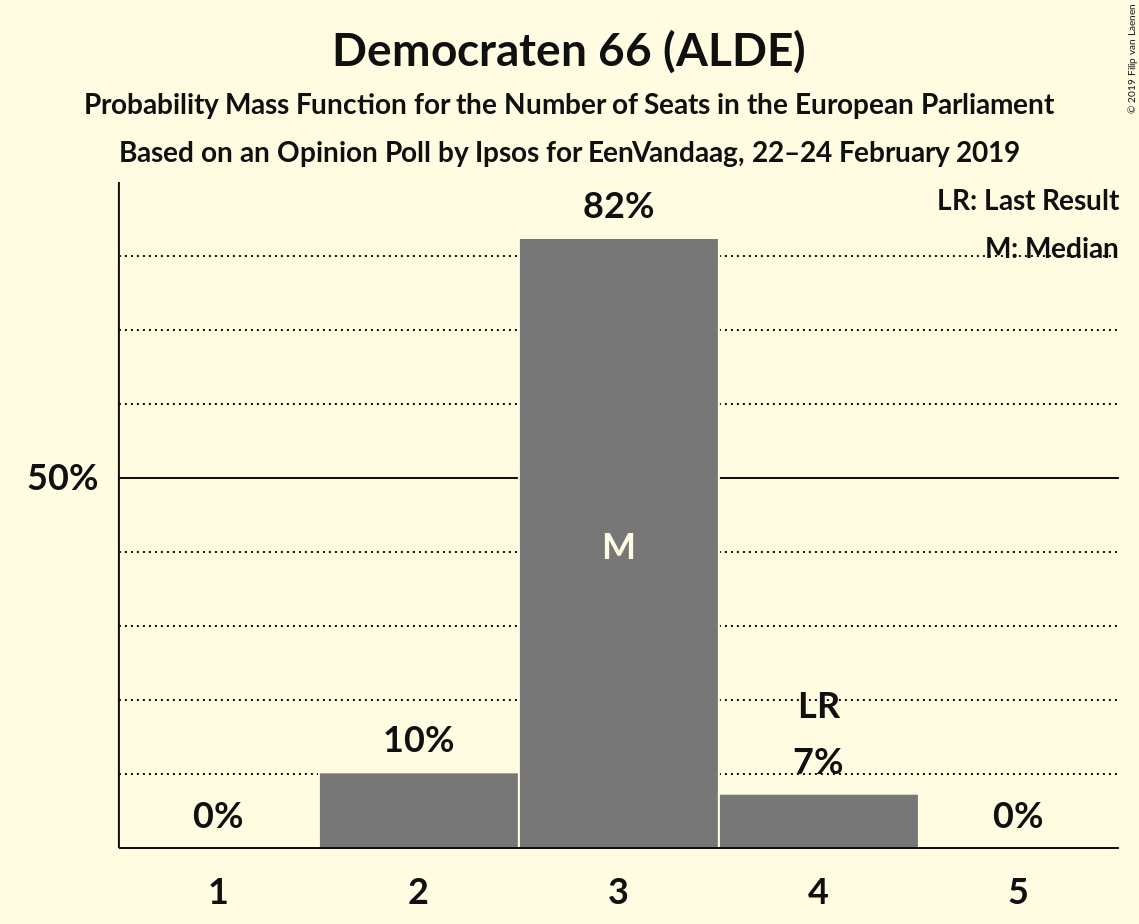 Democraten 66 (ALDE)
Probability Mass Function for the Number of Seats in the European Parliament
Based on an Opinion Poll by Ipsos for EenVandaag, 22–24 February 2019
© 2019 Filip van Laenen
LR: Last Result
M: Median
82%
50%
M
LR
10%
7%
0%
0%
1
2
3
4
5